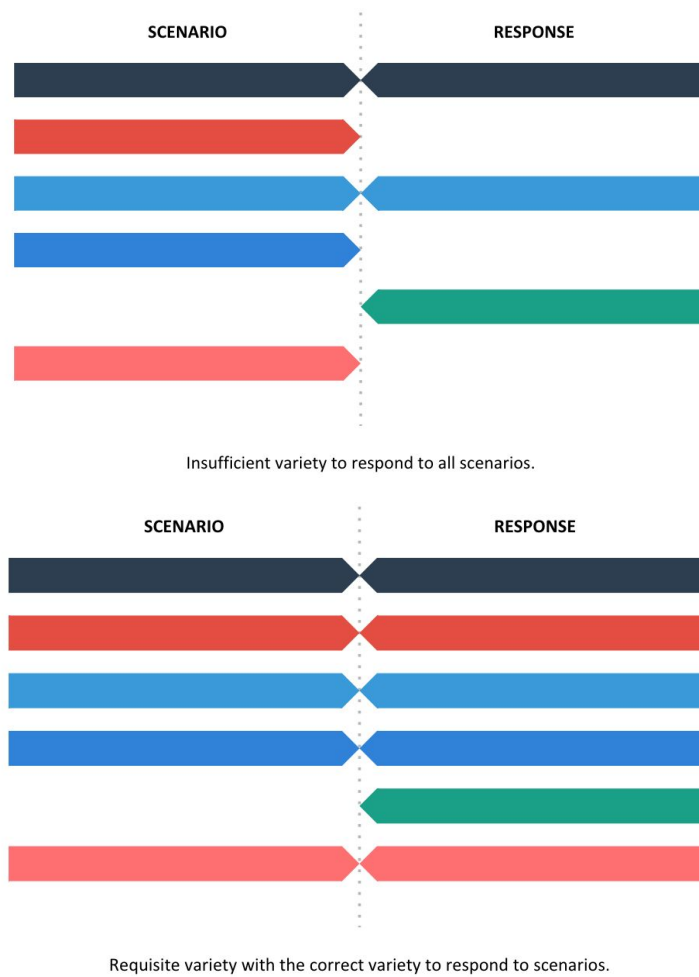 SCENARIO RESPONSE
Insufficient variety to respond to all scenarios.
SCENARIO RESPONSE
Requisite variety with the correct variety to respond to scenarios.